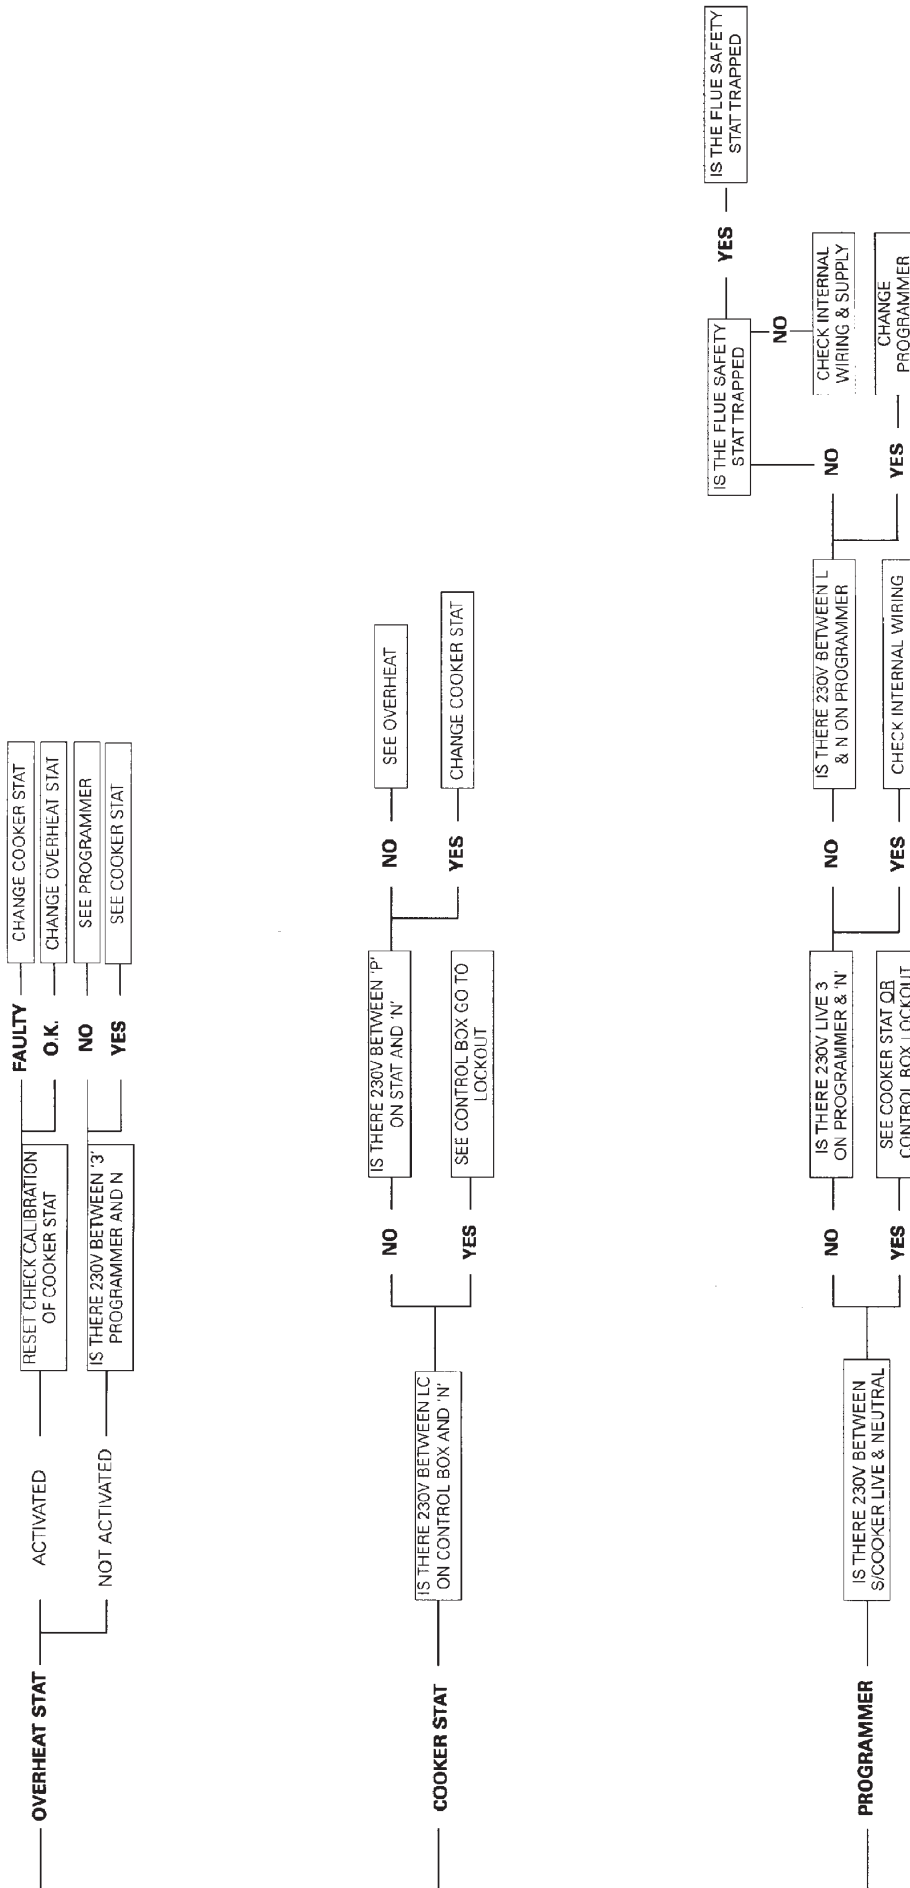 OVERHEAT STAT
ACTIVATED
RESET CHECK CALIBRATION
OF COOKER STAT
FAULTY
CHANGE COOKER STAT
O.K.
CHANGE OVERHEAT STAT
NOT ACTIVATED
IS THERE 230V BETWEEN '3'
PROGRAMMER AND N
NO
SEE PROGRAMMER
YES
SEE COOKER STAT
COOKER STAT
IS THERE 230V BETWEEN LC
ON CONTROL BOX AND 'N'
NO
IS THERE 230V BETWEEN 'P'
ON STAT AND 'N'
NO
SEE OVERHEAT
YES
CHANGE COOKER STAT
YES
SEE CONTROL BOX GO TO
LOCKOUT
PROGRAMMER
IS THERE 230V BETWEEN
S/COOKER LIVE & NEUTRAL
NO
IS THERE 230V LIVE 3
ON PROGRAMMER & 'N'
NO
IS THERE 230V BETWEEN L
& N ON PROGRAMMER
NO
IS THE FLUE SAFETY
STAT TRAPPED
YES
IS THE FLUE SAFETY
STAT TRAPPED
NO
CHECK INTERNAL
WIRING & SUPPLY
YES
CHANGE
PROGRAMMER
YES
CHECK INTERNAL WIRING
YES
SEE COOKER STAT OR
CONTROL BOX LOCKOUT